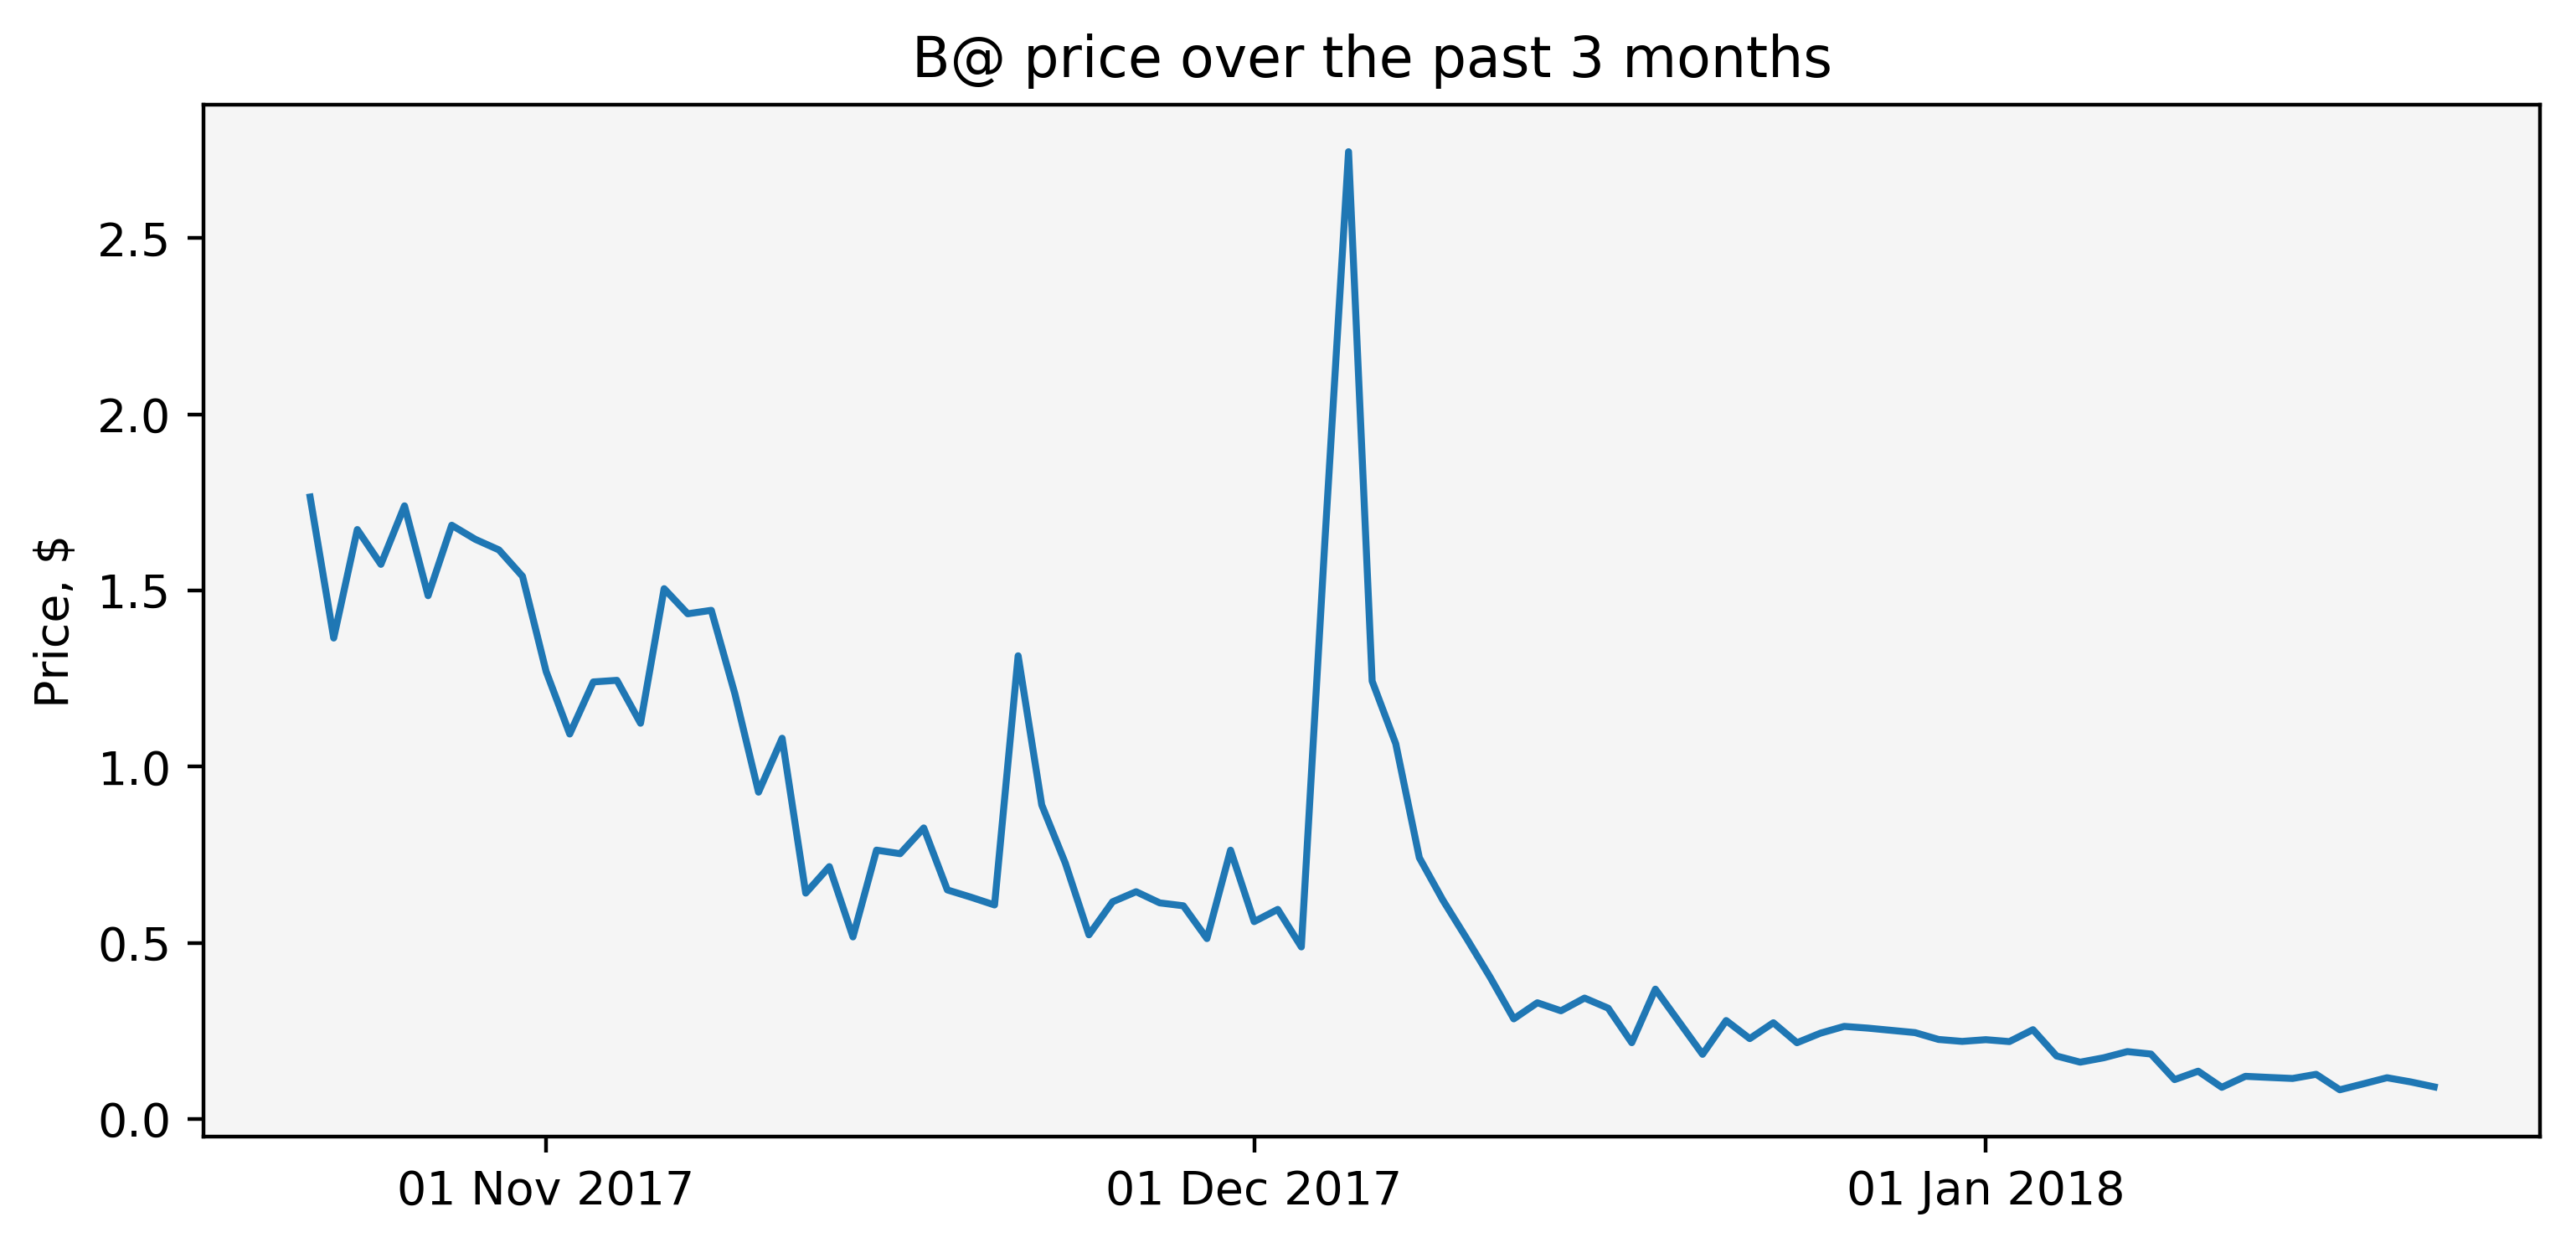 B@ price over the past 3 months
Price, $
2.5
2.0
1.5
1.0
0.5
0.0
01 Nov 2017
01 Dec 2017
01 Jan 2018